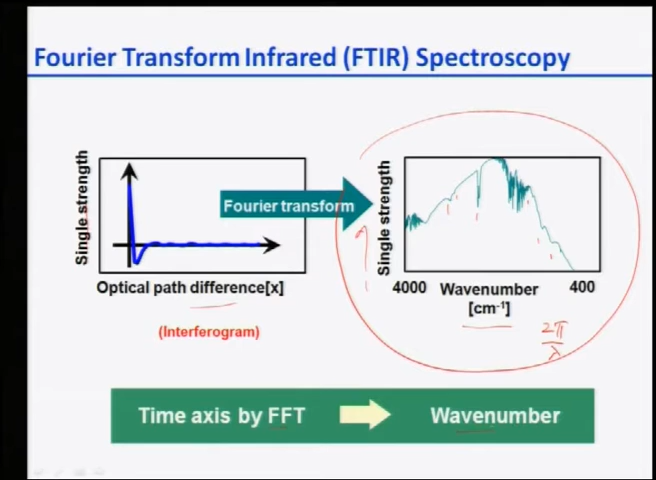 Fourier Transform Infrared (FTIR) Spectroscopy
Single strength
Optical path difference[x]
(Interferogram)
Fourier transform
Single strength
4000 Wavenumber 400
[cm-1]
2π
λ
Time axis by FFT
Wavenumber